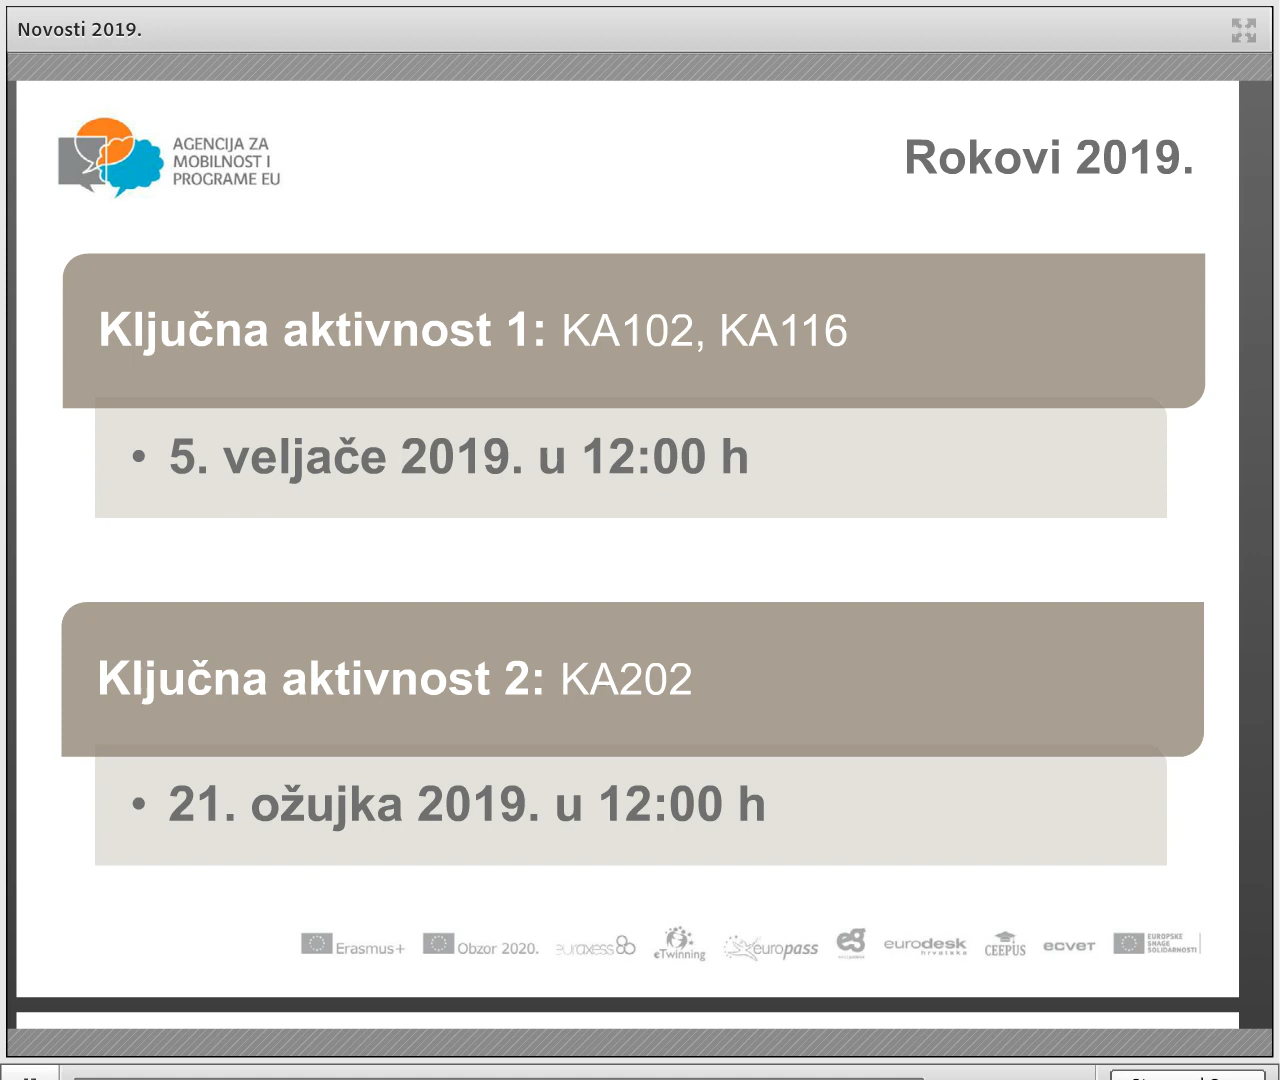 Novosti 2019.
AGENCIJA ZA
MOBILNOST I
PROGRAME EU
Rokovi 2019.
Ključna aktivnost 1: KA102, KA116
• 5. veljače 2019. u 12:00 h
Ključna aktivnost 2: KA202
• 21. ožujka 2019. u 12:00 h
Erasmus+
Obzor 2020.
euraxess
eTwinning
europass
eg
eurodesk
hrvatska
CEEPUS
ecvet
EUROPSKE
SNAGE
SOLIDARNOSTI